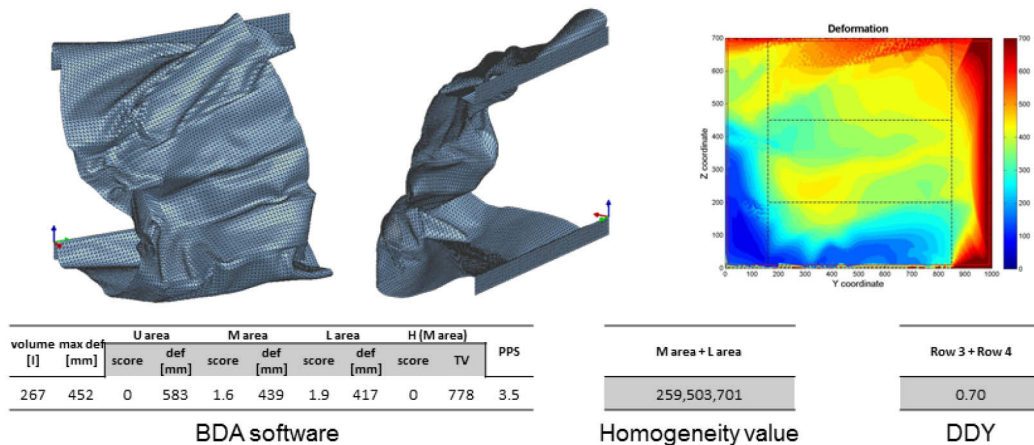 Deformation
700
600
500
400
300
200
100
0
Z coordinate
0 100 200 300 400 500 600 700 800 900 1000
Y coordinate
700
600
500
400
300
200
100
0
volume [l] max def [mm] U area M area L area H (M area) PPS
score def [mm] score def [mm] score def [mm] score TV
267 452 0 583 1.6 439 1.9 417 0 778 3.5
BDA software
M area + L area
259,503,701
Homogeneity value
Row 3 + Row 4
0.70
DDY